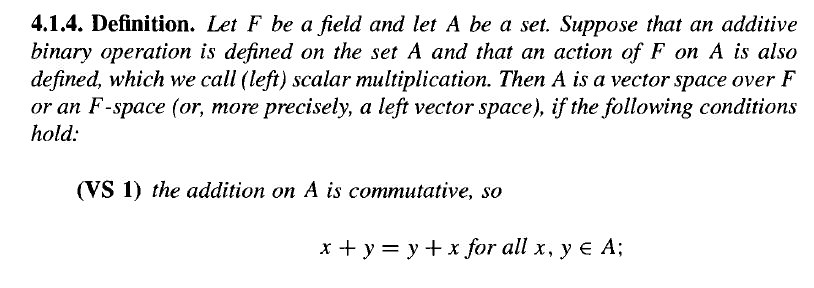 4.1.4. Definition. Let F be a field and let A be a set. Suppose that an additive
binary operation is defined on the set A and that an action of F on A is also
defined, which we call (left) scalar multiplication. Then A is a vector space over F
or an F-space (or, more precisely, a left vector space), if the following conditions
hold:
(VS 1) the addition on A is commutative, so
x + y = y + x for all x, y ∈ A;